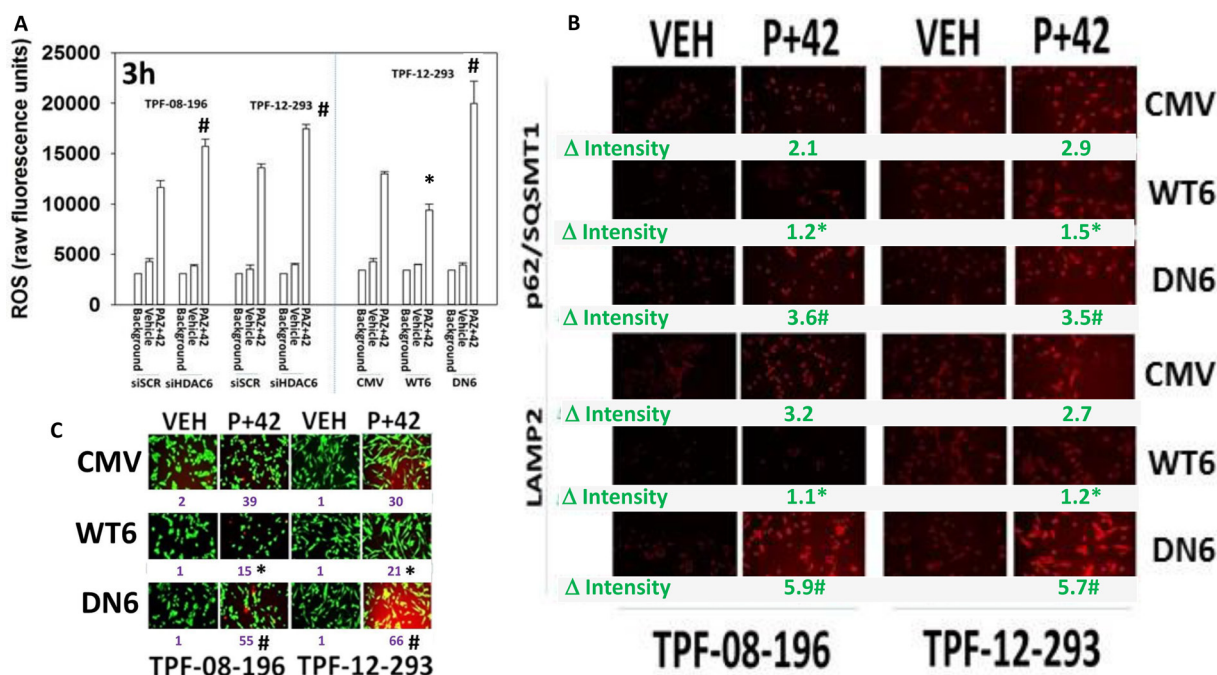 A
ROS (raw fluorescence units)
25000
20000
15000
10000
5000
0
3h
TPF-08-196
#
TPF-12-293
#
TPF-12-293
#
*
Background
Vehicle
PAZ+42
Background
Vehicle
PAZ+42
Background
Vehicle
PAZ+42
Background
Vehicle
PAZ+42
Background
Vehicle
PAZ+42
Background
Vehicle
PAZ+42
Background
Vehicle
PAZ+42
siSCR siHDAC6 siSCR siHDAC6 CMV WT6 DN6
B
VEH P+42 VEH P+42
p62/SQSMT1
CMV
Δ Intensity 2.1 2.9
WT6
Δ Intensity 1.2* 1.5*
DN6
Δ Intensity 3.6# 3.5#
LAMP2
CMV
Δ Intensity 3.2 2.7
WT6
Δ Intensity 1.1* 1.2*
DN6
Δ Intensity 5.9# 5.7#
TPF-08-196 TPF-12-293
C
VEH P+42 VEH P+42
CMV
2 39 1 30
WT6
1 15 * 1 21 *
DN6
1 55 # 1 66 #
TPF-08-196 TPF-12-293